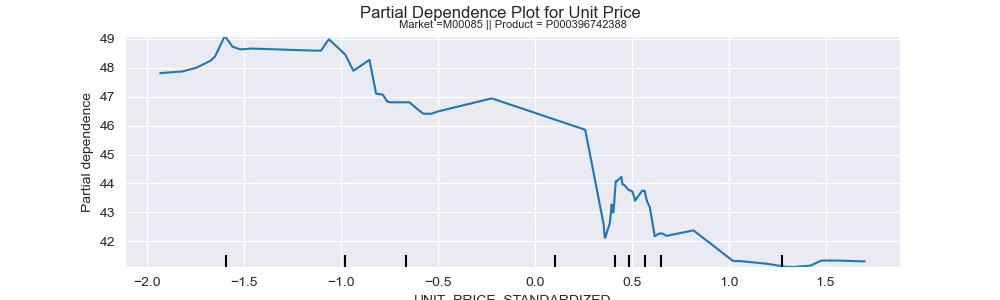 Partial Dependence Plot for Unit Price
Market =M00085 || Product = P000396742388
49
48
47
46
45
44
43
42
Partial dependence
−2.0 −1.5 −1.0 −0.5 0.0 0.5 1.0 1.5
UNIT_PRICE_STANDARDIZED